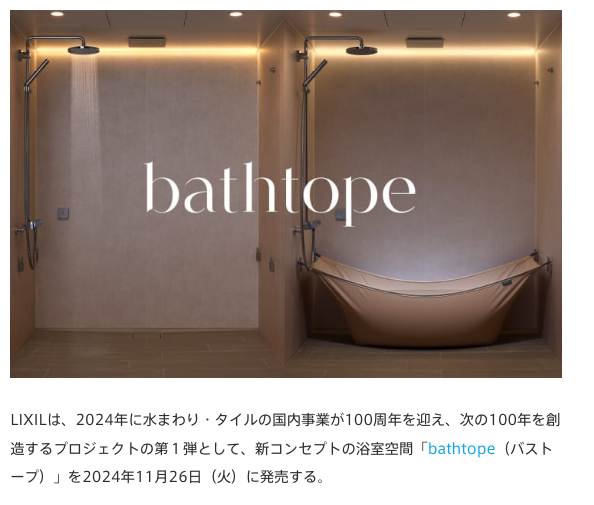 bathtope
LIXILは、2024年に水まわり・タイルの国内事業が100周年を迎え、次の100年を創
造するプロジェクトの第１弾として、新コンセプトの浴室空間「bathtope（バスト
ープ）」を2024年11月26日（火）に発売する。